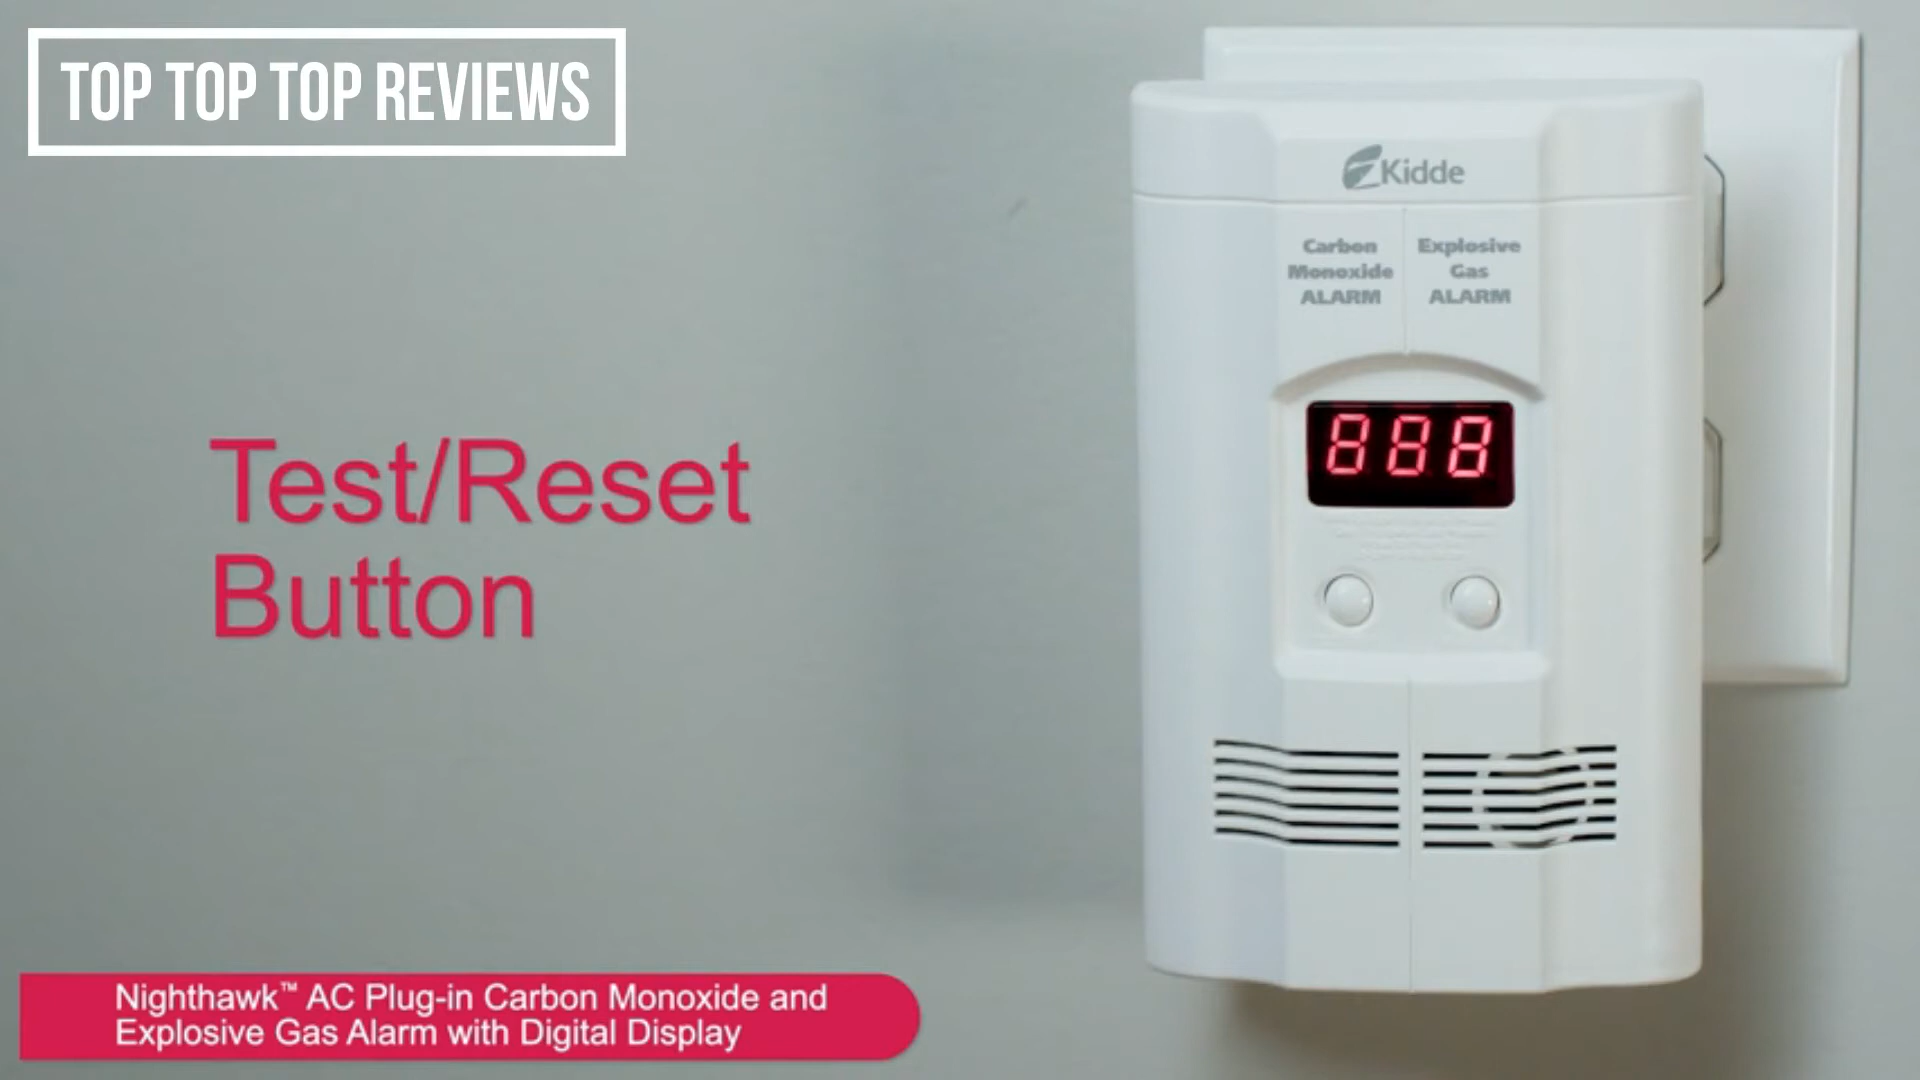 TOP TOP TOP REVIEWS
Kidde
Carbon
Monoxide
ALARM
Explosive
Gas
ALARM
888
Test/Reset
Button
Nighthawk™ AC Plug-in Carbon Monoxide and
Explosive Gas Alarm with Digital Display